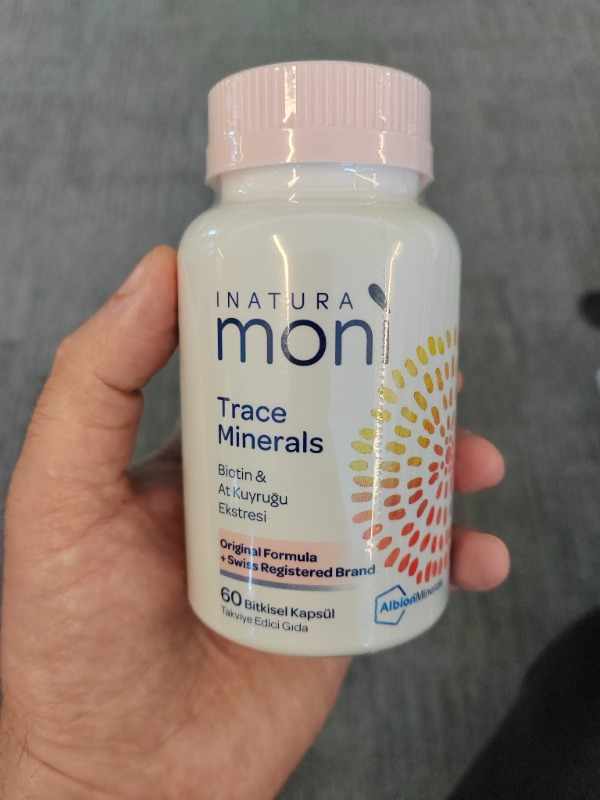 INATURA
moni
Trace
Minerals
Biotin &
At Kuyruğu
Ekstresi
Original Formula
+ Swiss Registered Brand
60 Bitkisel Kapsül
Takviye Edici Gıda
AlbionMinerals